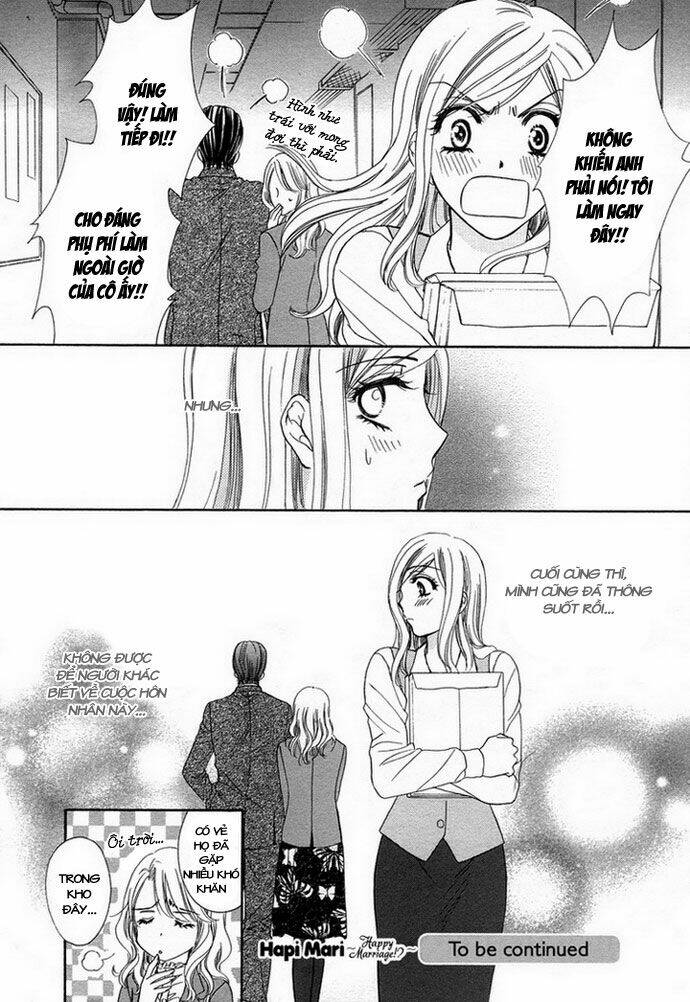 KHÔNG
KHIẾN ANH
PHẢI NÓI! TÔI
LÀM NGAY
ĐÂY!!
Hình như
trái với mong
đợi thì phải.
ĐÚNG
VẬY! LÀM
TIẾP ĐI!!
CHO ĐÁNG
PHỤ PHÍ LÀM
NGOÀI GIỜ
CỦA CÔ ẤY!!
NHƯNG...
CUỐI CÙNG THÌ,
MÌNH CŨNG ĐÃ THÔNG
SUỐT RỒI...
KHÔNG ĐƯỢC
ĐỂ NGƯỜI KHÁC
BIẾT VỀ CUỘC HÔN
NHÂN NÀY...
CÓ VẺ
HỌ ĐÃ
GẶP
NHIỀU KHÓ
KHĂN
Ôi trời...
TRONG
KHO
ĐẤY...
Hapi Mari
~Happy
Marriage!?~
To be continued